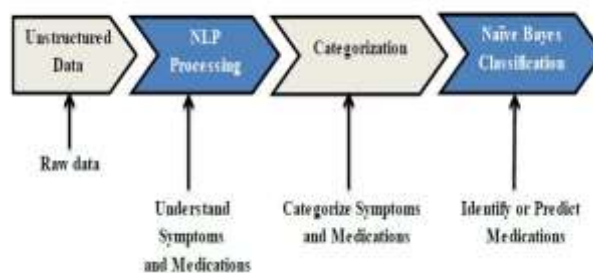 Unstructured
Data
NLP
Processing
Categorization
Naïve Bayes
Classification
Raw data
Understand
Symptoms
and Medications
Categorize Symptoms
and Medications
Identify or Predict
Medications